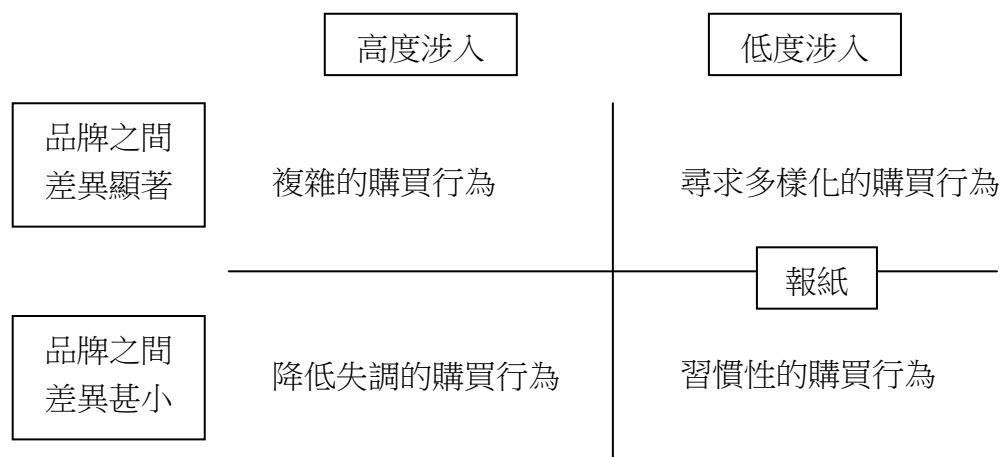 高度涉入
低度涉入
品牌之間
差異顯著
複雜的購買行為
尋求多樣化的購買行為
報紙
品牌之間
差異甚小
降低失調的購買行為
習慣性的購買行為